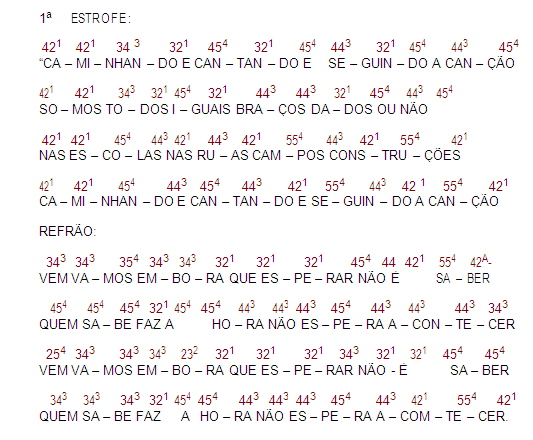 1ª ESTROFE:
42¹ 42¹ 34 ³ 32¹ 45⁴ 32¹ 45⁴ 44³ 32¹ 45⁴ 44³ 45⁴
“CA – MI – NHAN – DO E CAN – TAN – DO E SE – GUIN – DO A CAN – ÇÃO
42¹ 42¹ 34³ 32¹ 45⁴ 32¹ 44³ 44³ 32¹ 45⁴ 44³ 45⁴
SO – MOS TO – DOS I – GUAIS BRA – ÇOS DA – DOS OU NÃO
42¹ 42¹ 45⁴ 44³ 42¹ 44³ 42¹ 55⁴ 44³ 42¹ 55⁴ 42¹
NAS ES – CO – LAS NAS RU – AS CAM – POS CONS – TRU – ÇÕES
42¹ 42¹ 45⁴ 44³ 45⁴ 44³ 42¹ 55⁴ 44³ 42 ¹ 55⁴ 42¹
CA – MI – NHAN – DO E CAN – TAN – DO E SE – GUIN – DO A CAN – ÇÃO
REFRÃO:
34³ 34³ 35⁴ 34³ 34³ 32¹ 32¹ 32¹ 45⁴ 44 42¹ 55⁴ 42ᴬ-
VEM VA – MOS EM – BO – RA QUE ES – PE – RAR NÃO É SA – BER
45⁴ 45⁴ 45⁴ 32¹ 45⁴ 45⁴ 44³ 44³ 44³ 45⁴ 44³ 44³ 44³ 34³
QUEM SA – BE FAZ A HO – RA NÃO ES – PE – RA A – CON – TE – CER
25⁴ 34³ 34³ 34³ 23² 32¹ 32¹ 32¹ 34³ 32¹ 32¹ 45⁴ 45⁴
VEM VA – MOS EM – BO – RA QUE ES – PE – RAR NÃO - É SA – BER
34³ 34³ 34³ 32¹ 45⁴ 45⁴ 44³ 44³ 44³ 45⁴ 44³ 42¹ 55⁴ 42¹
QUEM SA – BE FAZ A HO – RA NÃO ES – PE – RA A – COM – TE – CER.